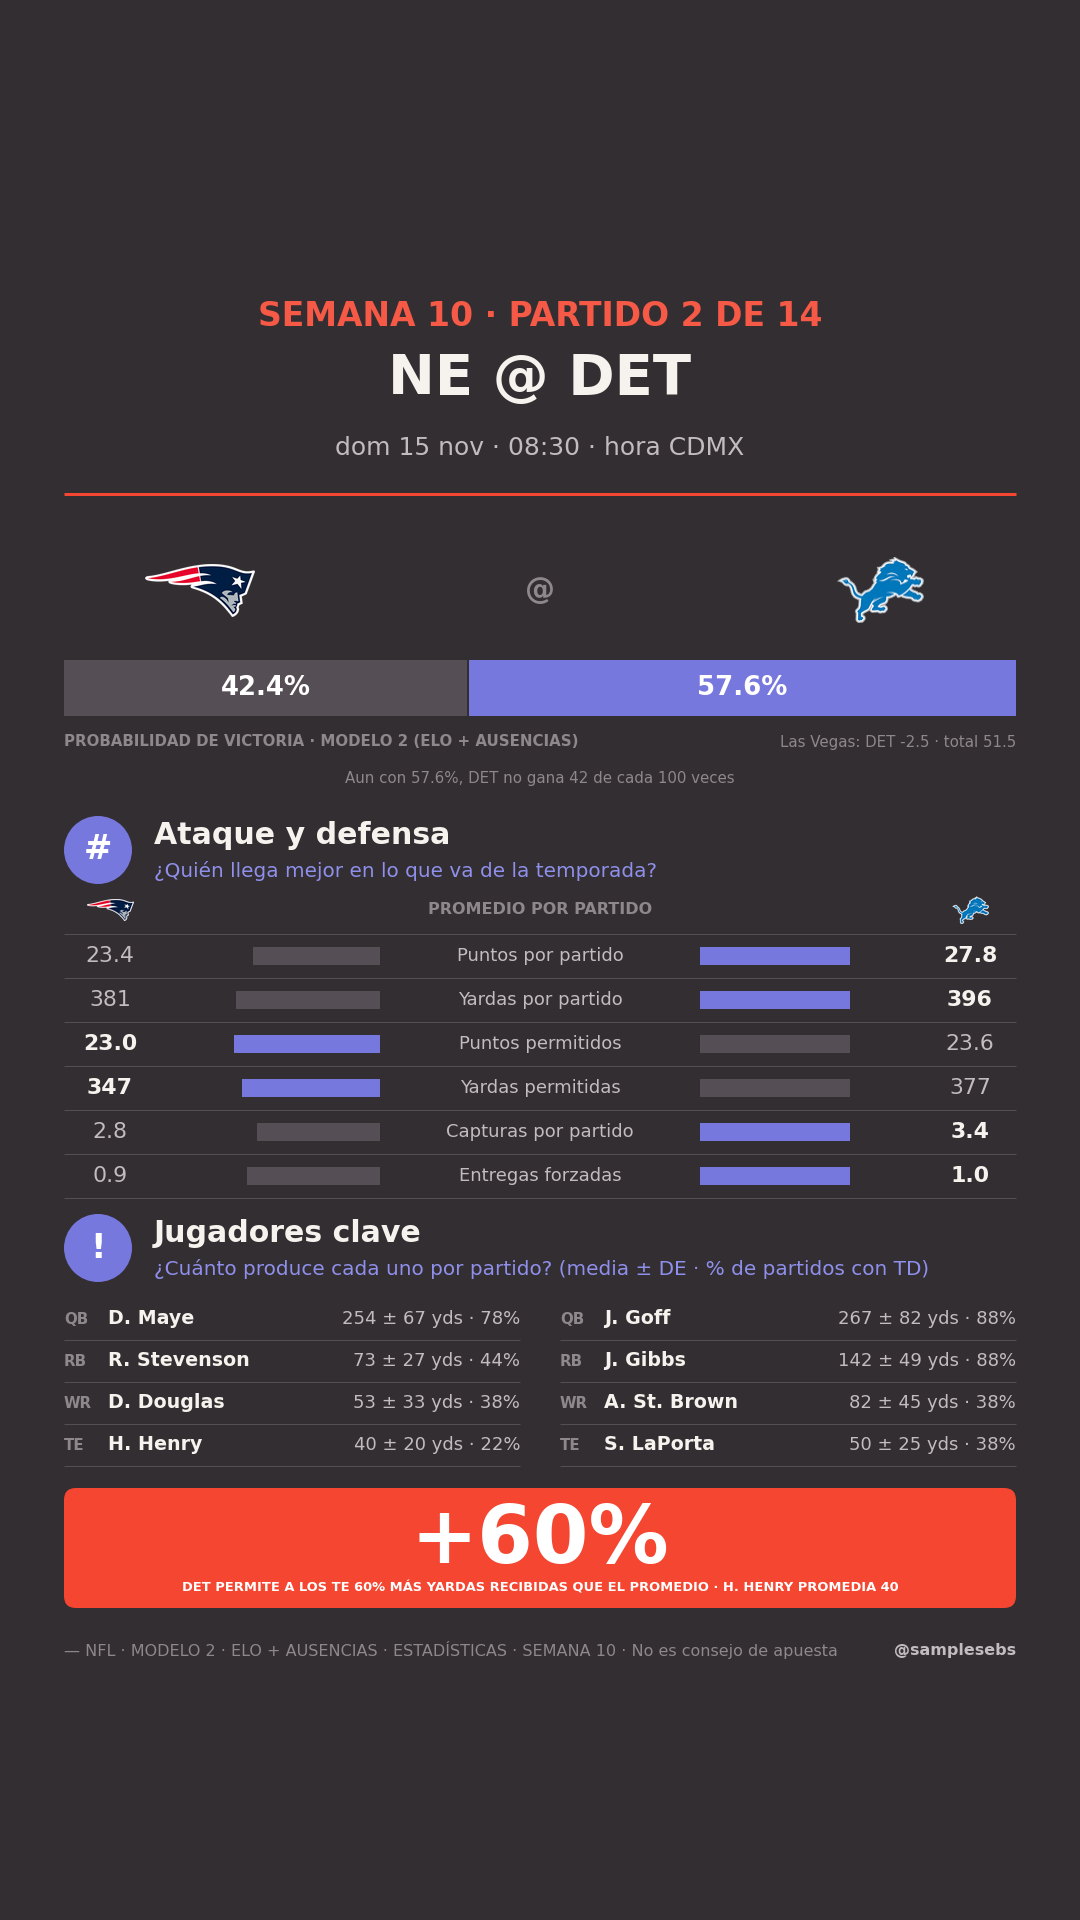 SEMANA 10 · PARTIDO 2 DE 14
NE @ DET
dom 15 nov · 08:30 · hora CDMX
@
42.4% 57.6%
PROBABILIDAD DE VICTORIA · MODELO 2 (ELO + AUSENCIAS) Las Vegas: DET -2.5 · total 51.5
Aun con 57.6%, DET no gana 42 de cada 100 veces
# Ataque y defensa
¿Quién llega mejor en lo que va de la temporada?
PROMEDIO POR PARTIDO
23.4 Puntos por partido 27.8
381 Yardas por partido 396
23.0 Puntos permitidos 23.6
347 Yardas permitidas 377
2.8 Capturas por partido 3.4
0.9 Entregas forzadas 1.0
! Jugadores clave
¿Cuánto produce cada uno por partido? (media ± DE · % de partidos con TD)
QB D. Maye 254 ± 67 yds · 78% QB J. Goff 267 ± 82 yds · 88%
RB R. Stevenson 73 ± 27 yds · 44% RB J. Gibbs 142 ± 49 yds · 88%
WR D. Douglas 53 ± 33 yds · 38% WR A. St. Brown 82 ± 45 yds · 38%
TE H. Henry 40 ± 20 yds · 22% TE S. LaPorta 50 ± 25 yds · 38%
+60%
DET PERMITE A LOS TE 60% MÁS YARDAS RECIBIDAS QUE EL PROMEDIO · H. HENRY PROMEDIA 40
— NFL · MODELO 2 · ELO + AUSENCIAS · ESTADÍSTICAS · SEMANA 10 · No es consejo de apuesta @samplesebs